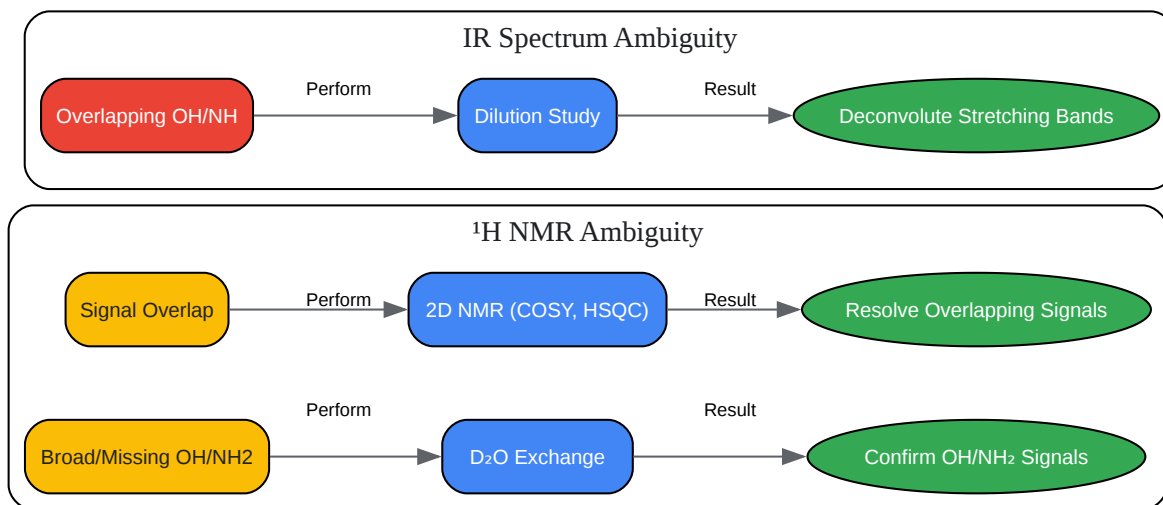 IR Spectrum Ambiguity
Overlapping OH/NH
Perform
Dilution Study
Result
Deconvolute Stretching Bands
¹H NMR Ambiguity
Signal Overlap
Perform
2D NMR (COSY, HSQC)
Result
Resolve Overlapping Signals
Broad/Missing OH/NH2
Perform
D₂O Exchange
Result
Confirm OH/NH₂ Signals